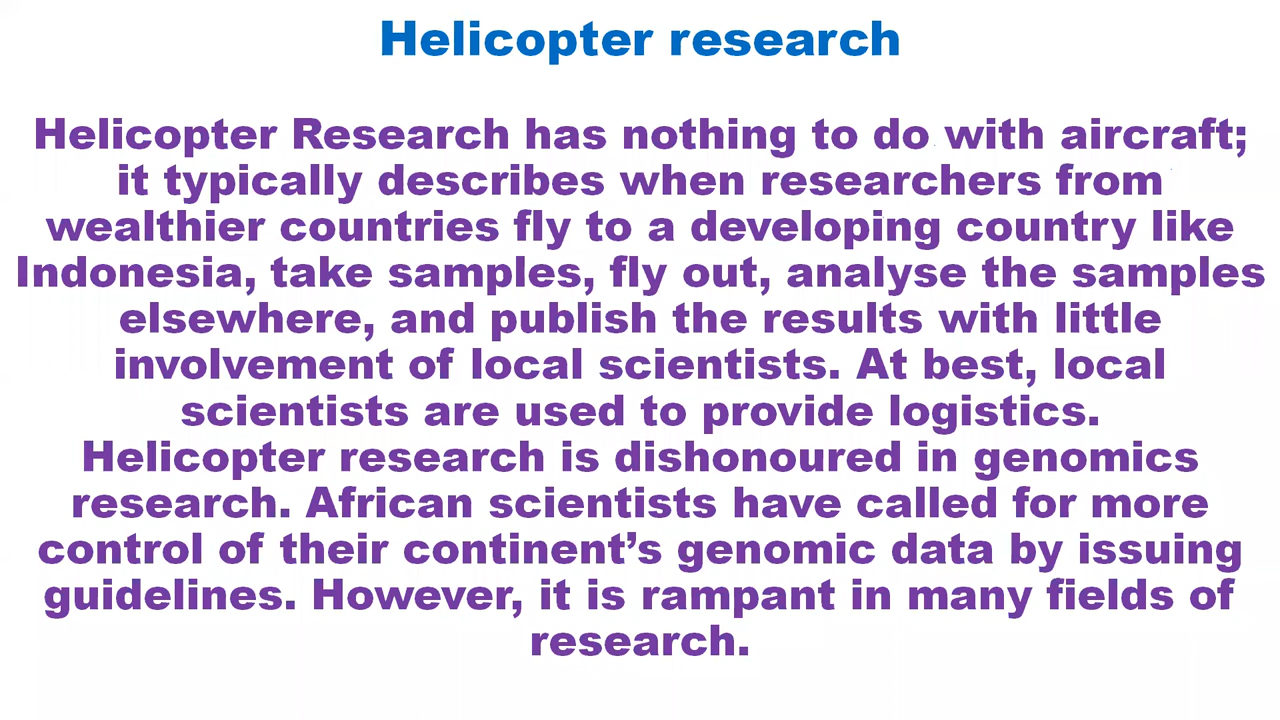 Helicopter research
Helicopter Research has nothing to do with aircraft;
it typically describes when researchers from
wealthier countries fly to a developing country like
Indonesia, take samples, fly out, analyse the samples
elsewhere, and publish the results with little
involvement of local scientists. At best, local
scientists are used to provide logistics.
Helicopter research is dishonoured in genomics
research. African scientists have called for more
control of their continent’s genomic data by issuing
guidelines. However, it is rampant in many fields of
research.